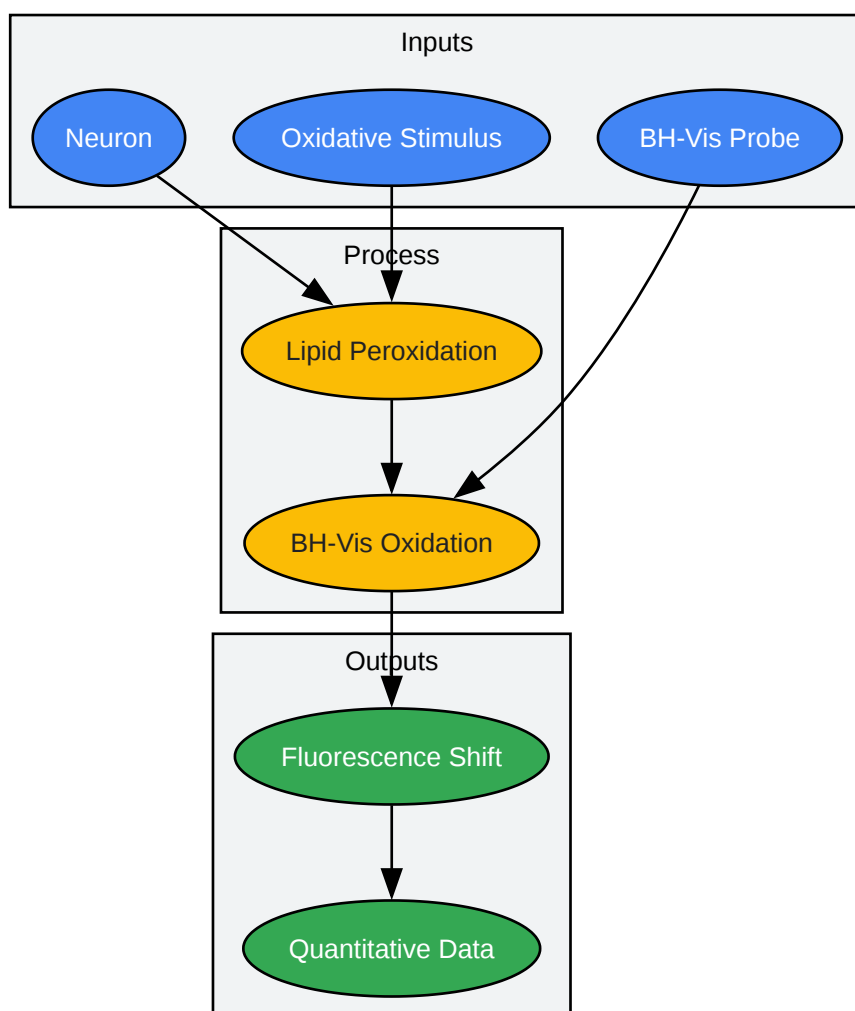 Inputs
Neuron
Oxidative Stimulus
BH-Vis Probe
Process
Lipid Peroxidation
BH-Vis Oxidation
Outputs
Fluorescence Shift
Quantitative Data